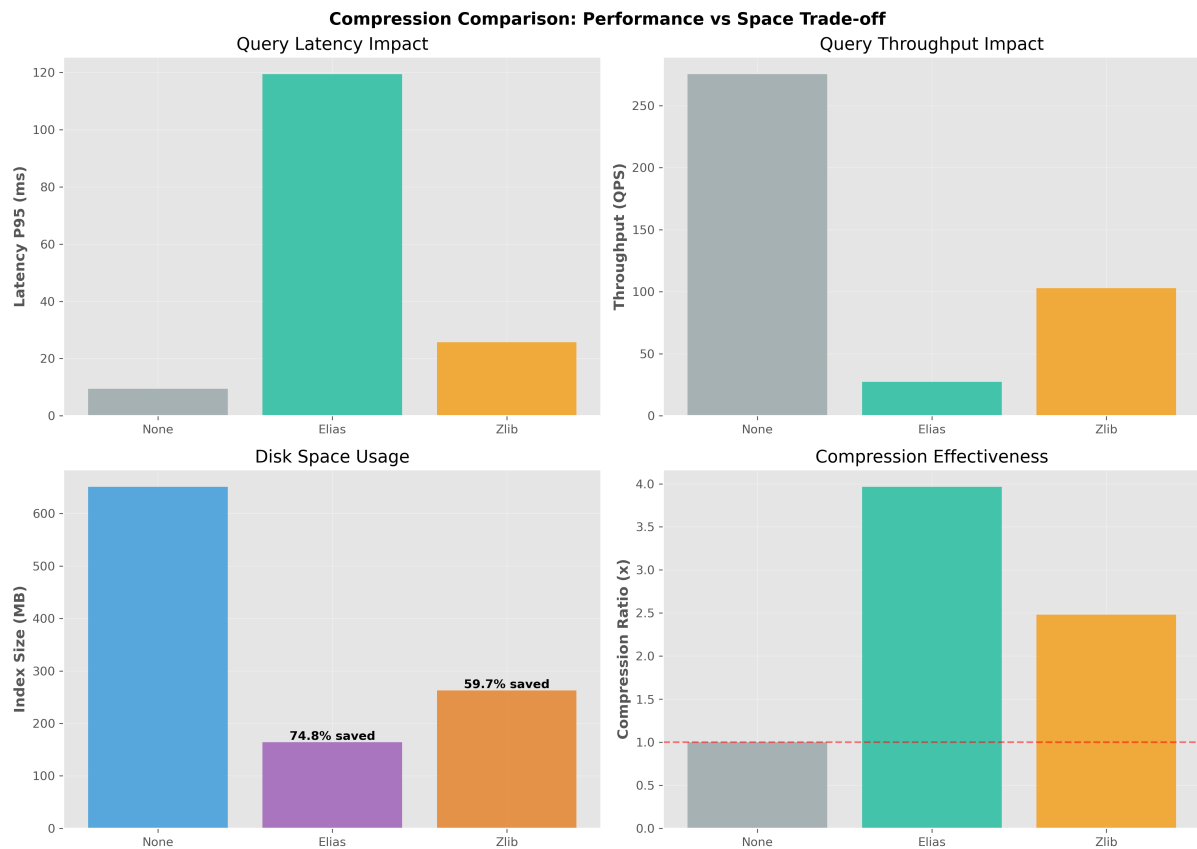 Compression Comparison: Performance vs Space Trade-off
Query Latency Impact
Latency P95 (ms)
120
100
80
60
40
20
0
None Elias Zlib
Query Throughput Impact
Throughput (QPS)
250
200
150
100
50
0
None Elias Zlib
Disk Space Usage
Index Size (MB)
600
500
400
300
200
100
0
59.7% saved
74.8% saved
None Elias Zlib
Compression Effectiveness
Compression Ratio (x)
4.0
3.5
3.0
2.5
2.0
1.5
1.0
0.5
0.0
None Elias Zlib